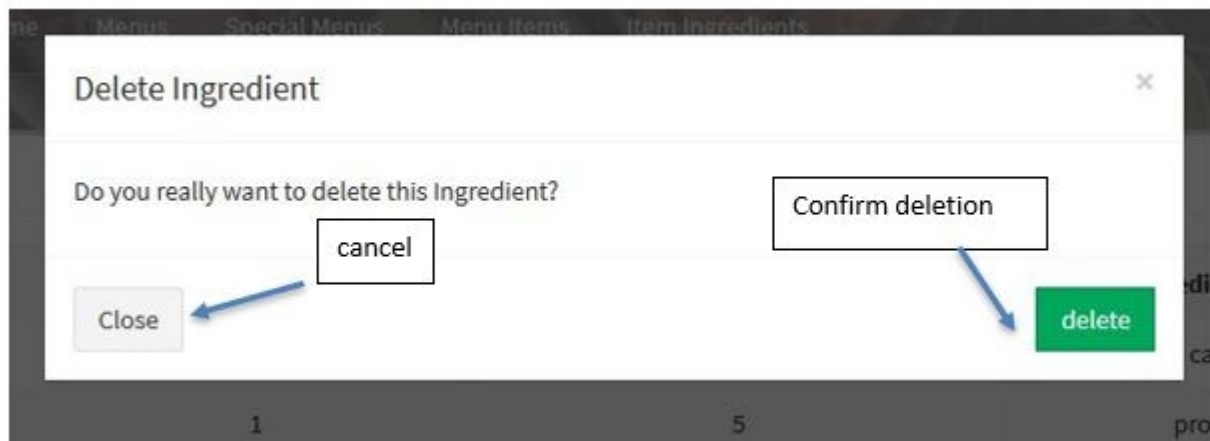 Menus Special Menus Menu Items Item Ingredients
Delete Ingredient ×
Do you really want to delete this Ingredient?
Confirm deletion
cancel
Close
delete
1 5